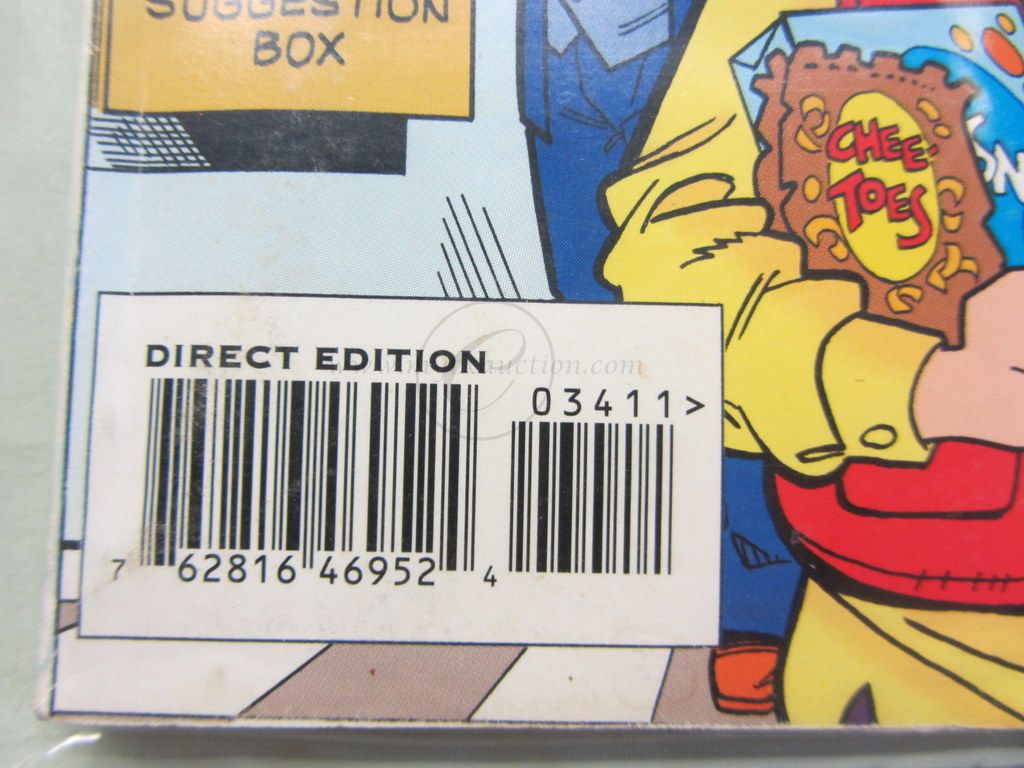 SUGGESTION
BOX
CHEE-
TOES
DIRECT EDITION
03411>
7 62816 46952 4